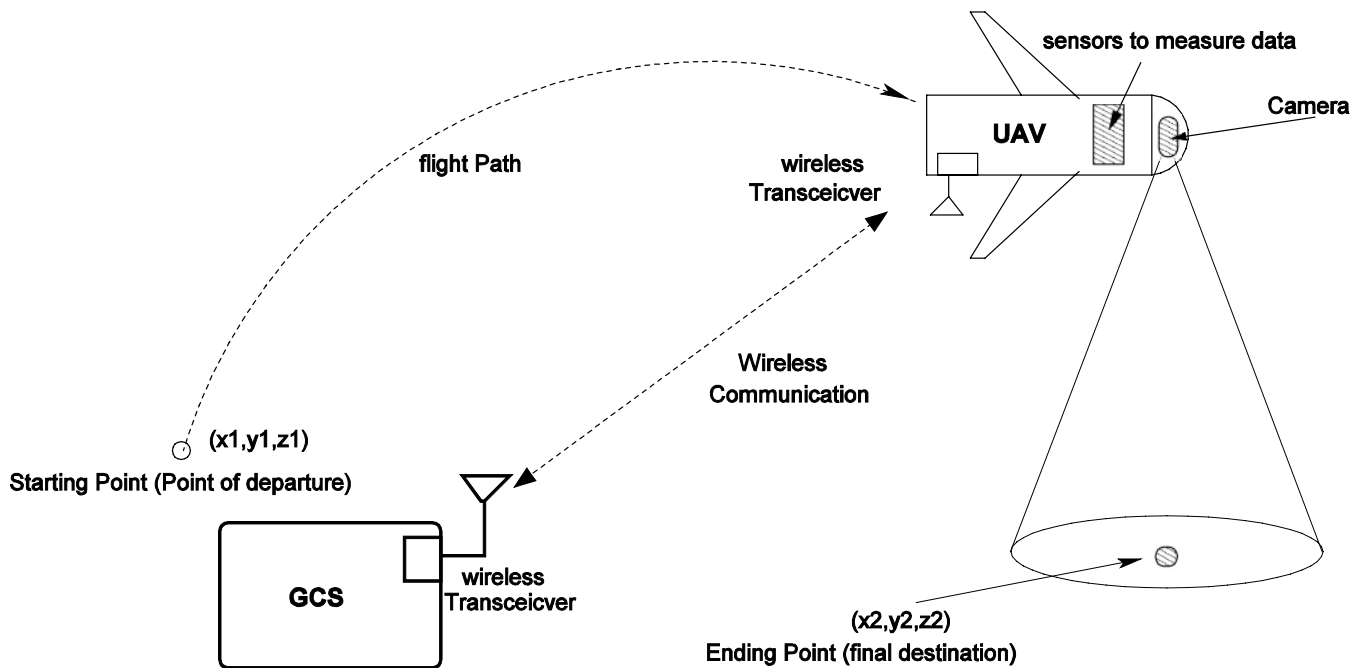 sensors to measure data
Camera
UAV
flight Path
wireless
Transceicver
Wireless
Communication
(x1,y1,z1)
Starting Point (Point of departure)
wireless
Transceicver
GCS
(x2,y2,z2)
Ending Point (final destination)